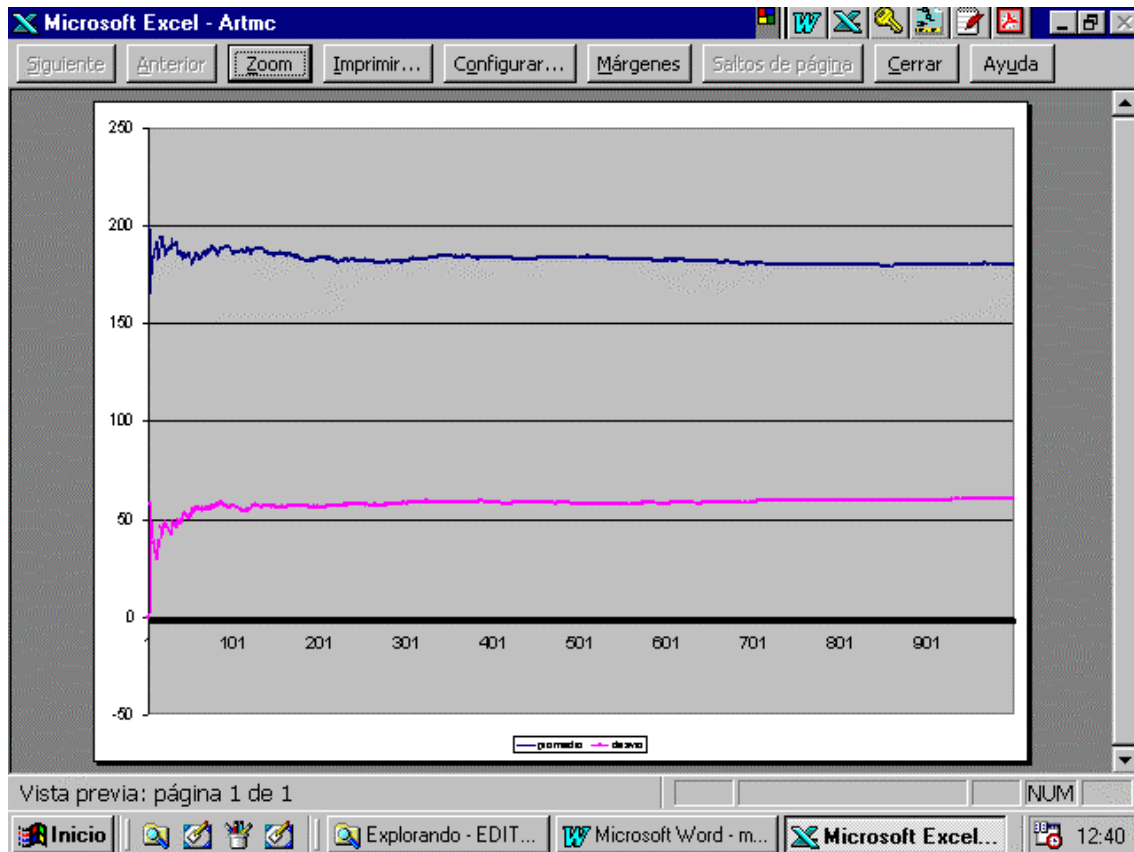 Microsoft Excel - Artmc
Siguiente Anterior Zoom Imprimir... Configurar... Márgenes Saltos de página Cerrar Ayuda
250
200
150
100
50
0
101 201 301 401 501 601 701 801 901
-50
promedio desvio
Vista previa: página 1 de 1 NUM
Inicio Explorando - EDIT... Microsoft Word - m... Microsoft Excel... 12:40